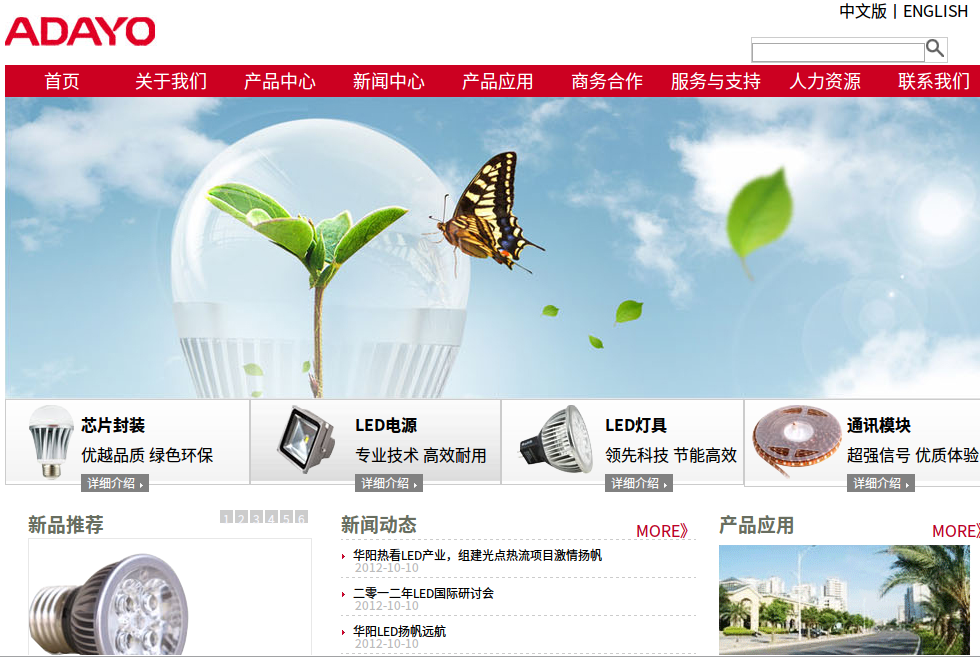 中文版 | ENGLISH
ADAYO
首页 关于我们 产品中心 新闻中心 产品应用 商务合作 服务与支持 人力资源 联系我们
芯片封装
优越品质 绿色环保
详细介绍
LED电源
专业技术 高效耐用
详细介绍
LED灯具
领先科技 节能高效
详细介绍
通讯模块
超强信号 优质体验
详细介绍
新品推荐
1 2 3 4 5 6
新闻动态
MORE》
华阳热看LED产业，组建光点热流项目激情扬帆
2012-10-10
二零一二年LED国际研讨会
2012-10-10
华阳LED扬帆远航
2012-10-10
产品应用
MORE》